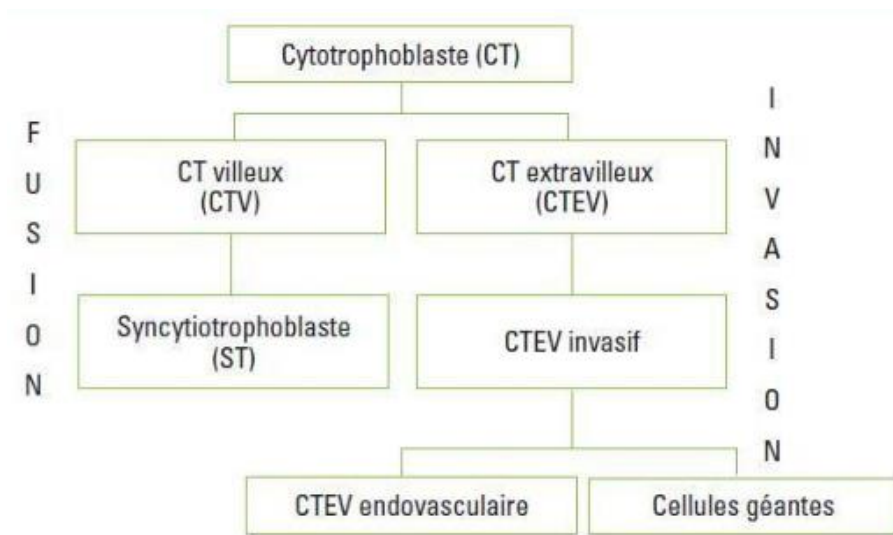 Cytotrophoblaste (CT)
FUSION
CT villeux
(CTV)
CT extravilleux
(CTEV)
INVASION
Syncytiotrophoblaste
(ST)
CTEV invasif
CTEV endovasculaire
Cellules géantes